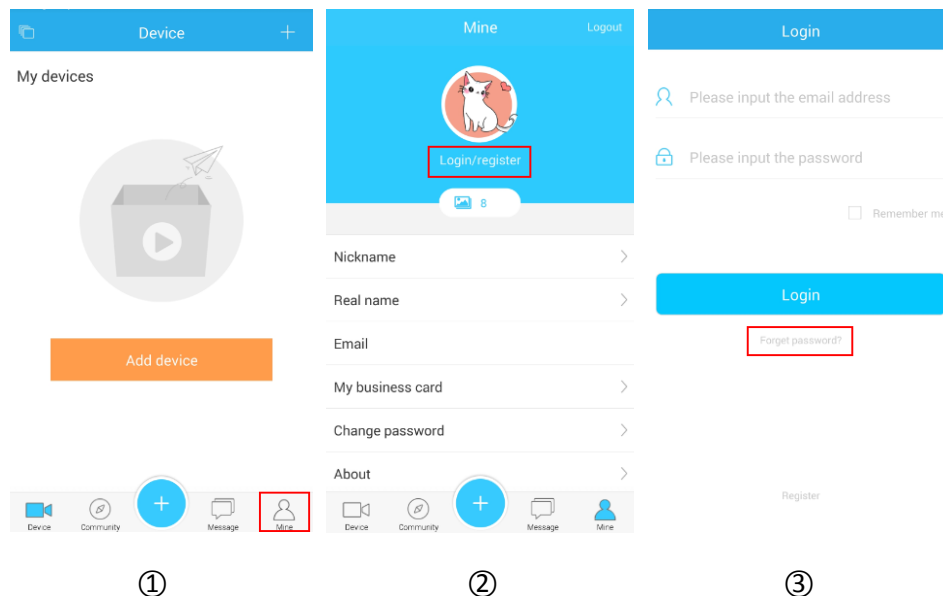 Device
My devices
Add device
Device
Community
Message
Mine
①
Mine
Logout
Login/register
8
Nickname
Real name
Email
My business card
Change password
About
Device
Community
Message
Mine
②
Login
Please input the email address
Please input the password
Remember me
Login
Forget password?
Register
③